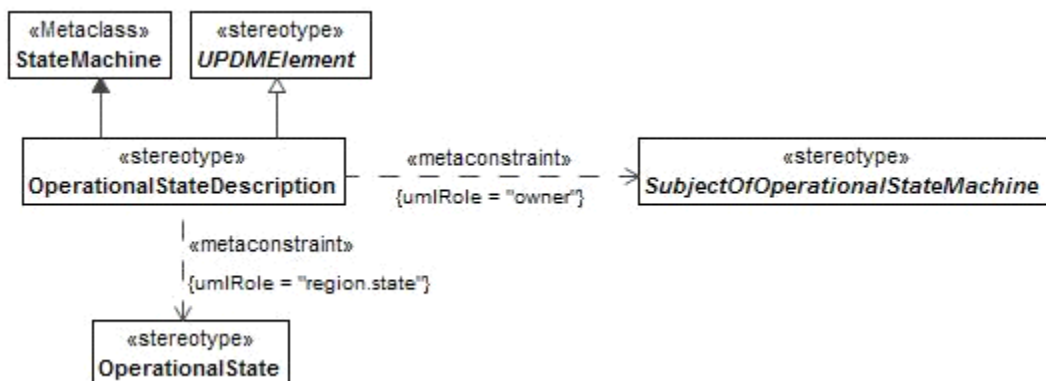 «Metaclass»
StateMachine
«stereotype»
UPDMElement
«stereotype»
OperationalStateDescription
«metaconstraint»
{umlRole = "owner"}
«stereotype»
SubjectOfOperationalStateMachine
«metaconstraint»
{umlRole = "region.state"}
«stereotype»
OperationalState